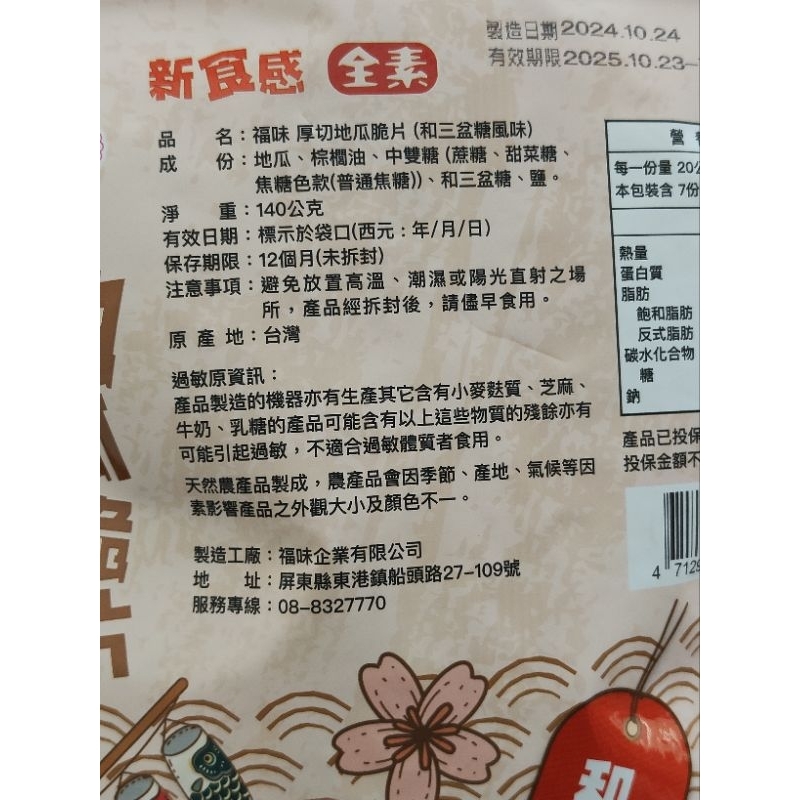 製造日期2024.10.24
有效期限2025.10.23
新食感 全素
品名：福味 厚切地瓜脆片 (和三盆糖風味)
成份：地瓜、棕櫚油、中雙糖 (蔗糖、甜菜糖、
焦糖色款(普通焦糖))、和三盆糖、鹽。
淨重：140公克
有效日期：標示於袋口(西元：年/月/日)
保存期限：12個月(未拆封)
注意事項：避免放置高溫、潮濕或陽光直射之場
所，產品經拆封後，請儘早食用。
原產地：台灣
過敏原資訊：
產品製造的機器亦有生產其它含有小麥麩質、芝麻、
牛奶、乳糖的產品可能含有以上這些物質的殘餘亦有
可能引起過敏，不適合過敏體質者食用。
天然農產品製成，農產品會因季節、產地、氣候等因
素影響產品之外觀大小及顏色不一。
製造工廠：福味企業有限公司
地址：屏東縣東港鎮船頭路27-109號
服務專線：08-8327770
營
每一份量 20
本包裝含 7份
熱量
蛋白質
脂肪
飽和脂肪
反式脂肪
碳水化合物
糖
鈉
產品已投保
投保金額不
4 712
和